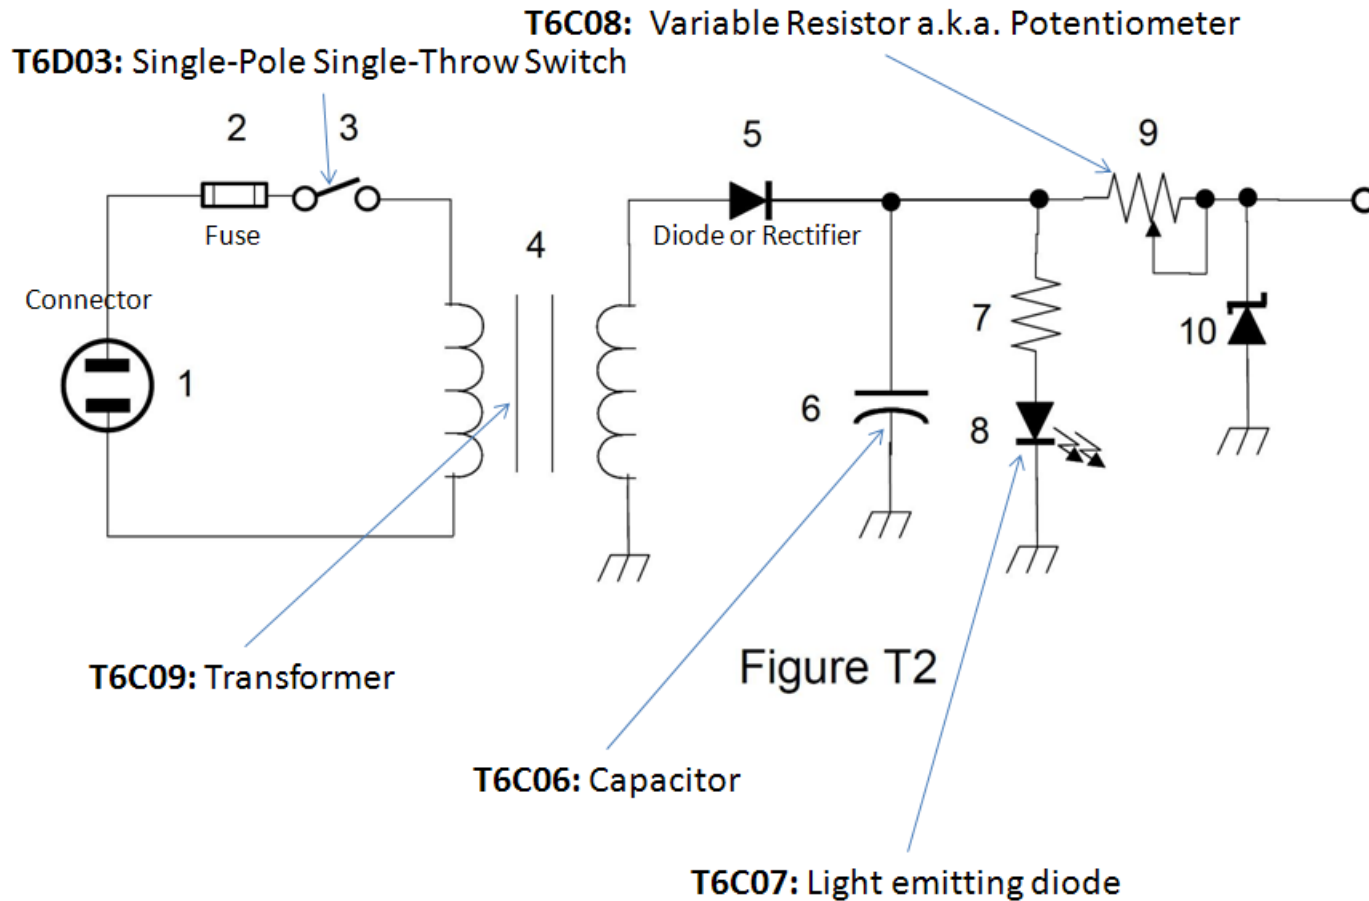 T6C08: Variable Resistor a.k.a. Potentiometer
T6D03: Single-Pole Single-Throw Switch
2
3
5
9
Fuse
4
Diode or Rectifier
Connector
7
10
1
6
8
T6C09: Transformer
Figure T2
T6C06: Capacitor
T6C07: Light emitting diode